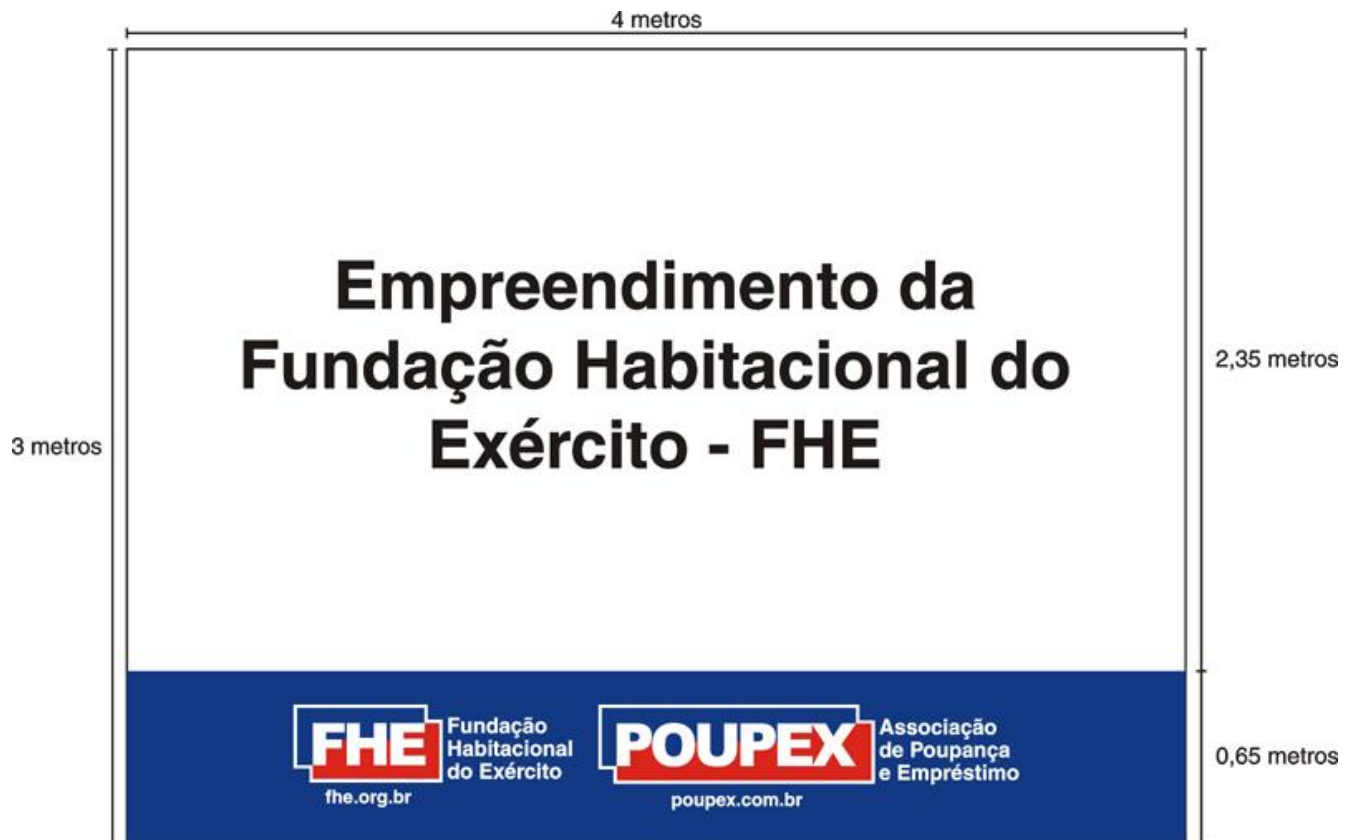 4 metros
Empreendimento da
Fundação Habitacional do
Exército - FHE
2,35 metros
3 metros
FHE
Fundação
Habitacional
do Exército
fhe.org.br
POUPEX
Associação
de Poupança
e Empréstimo
poupex.com.br
0,65 metros